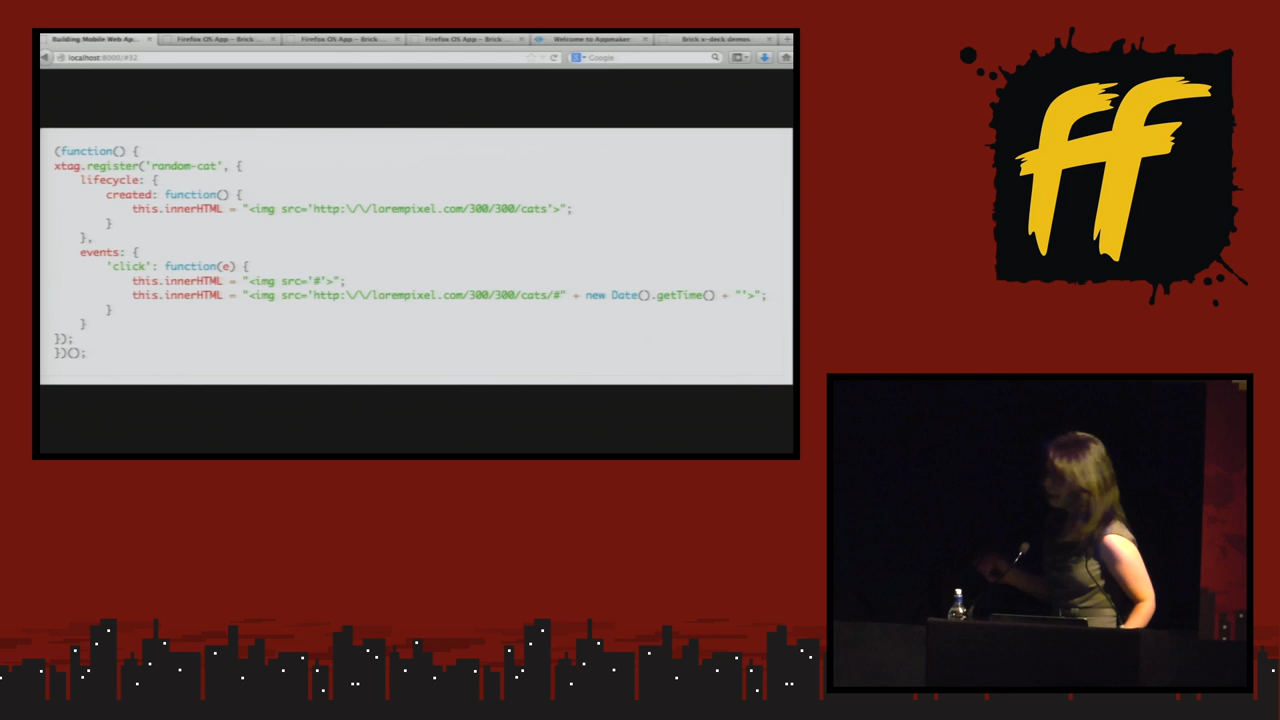 Building Mobile Web Ap...
Firefox OS App – Brick ...
Firefox OS App – Brick ...
Firefox OS App – Brick ...
Welcome to Appmaker
Brick x-deck demos
localhost:8000/#32
Google
(function() {
xtag.register('random-cat', {
lifecycle: {
created: function() {
this.innerHTML = "<img src='http:\/\/lorempixel.com/300/300/cats'>";
}
},
events: {
'click': function(e) {
this.innerHTML = "<img src='#'>";
this.innerHTML = "<img src='http:\/\/lorempixel.com/300/300/cats/#" + new Date().getTime() + "'>";
}
}
});
})();
ff